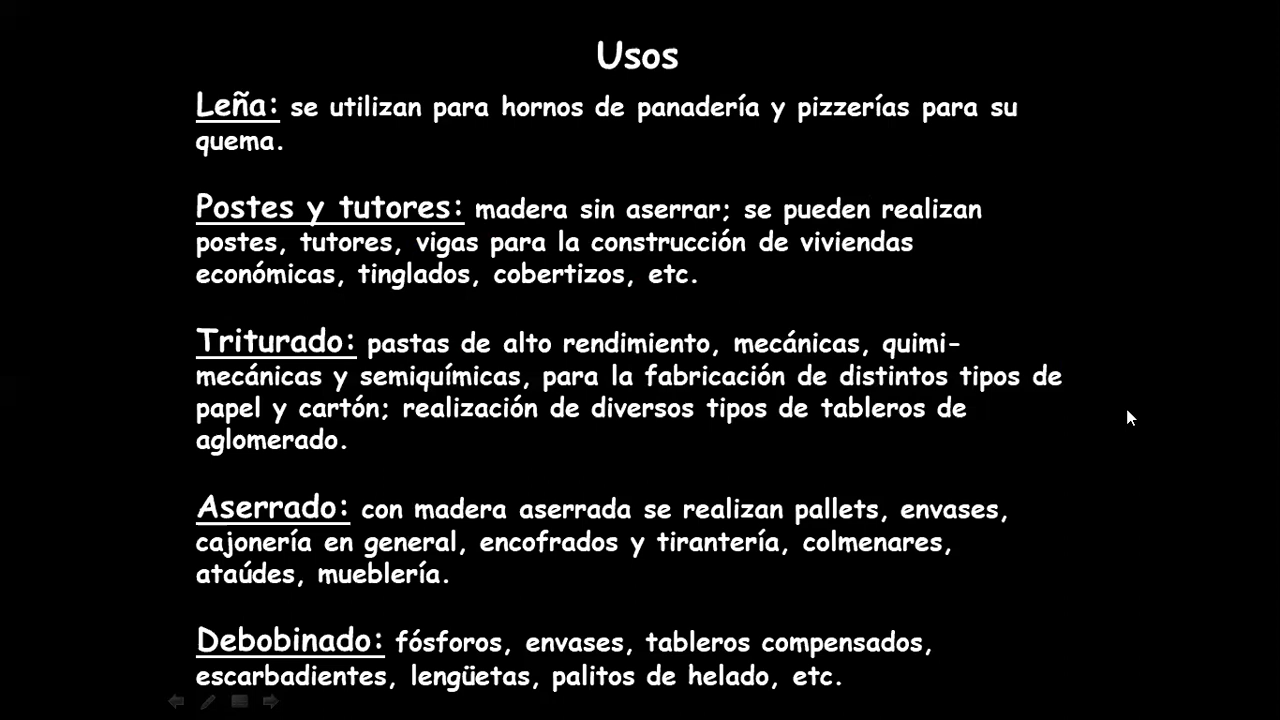 Usos
Leña: se utilizan para hornos de panadería y pizzerías para su
quema.
Postes y tutores: madera sin aserrar; se pueden realizan
postes, tutores, vigas para la construcción de viviendas
económicas, tinglados, cobertizos, etc.
Triturado: pastas de alto rendimiento, mecánicas, quimi-
mecánicas y semiquímicas, para la fabricación de distintos tipos de
papel y cartón; realización de diversos tipos de tableros de
aglomerado.
Aserrado: con madera aserrada se realizan pallets, envases,
cajonería en general, encofrados y tirantería, colmenares,
ataúdes, mueblería.
Debobinado: fósforos, envases, tableros compensados,
escarbadientes, lengüetas, palitos de helado, etc.